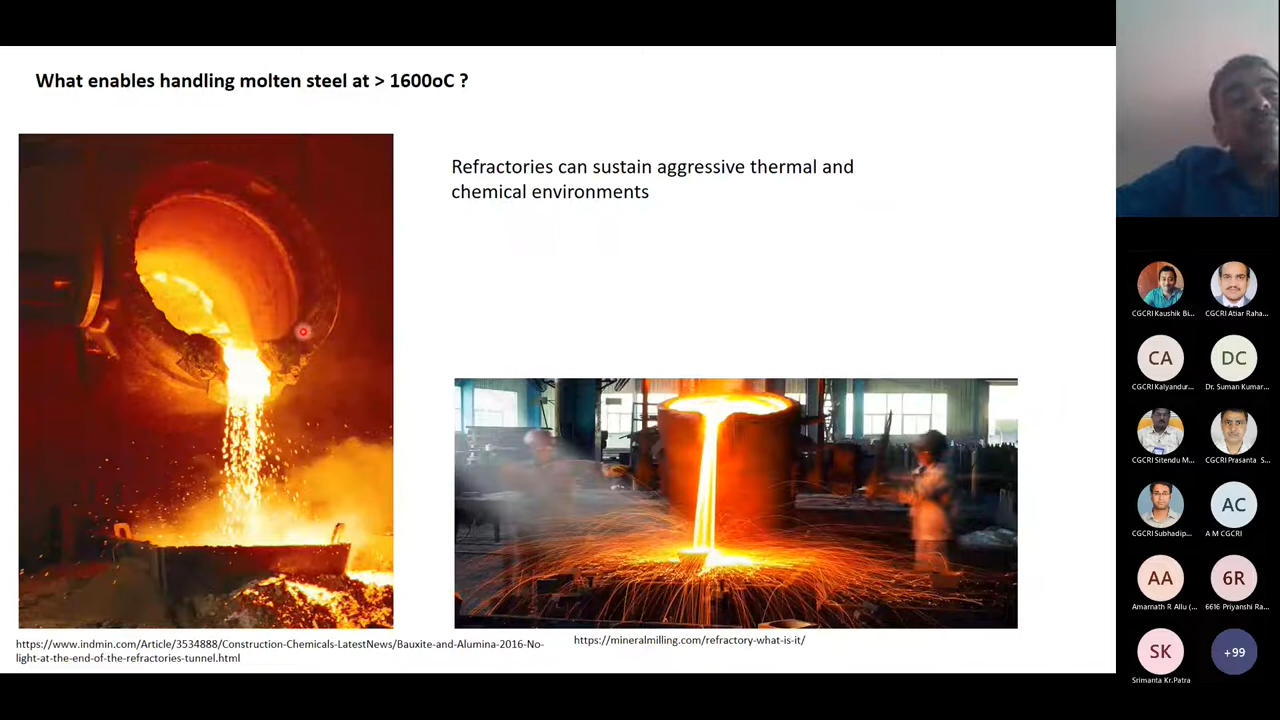 What enables handling molten steel at > 1600oC ?
Refractories can sustain aggressive thermal and
chemical environments
https://www.indmin.com/Article/3534888/Construction-Chemicals-LatestNews/Bauxite-and-Alumina-2016-No-
light-at-the-end-of-the-refractories-tunnel.html
https://mineralmilling.com/refractory-what-is-it/
CGCRI Kaushik Bi...
CGCRI Atiar Raha...
CA
DC
CGCRI Kalyandur...
Dr. Suman Kumar...
CGCRI Sitendu M...
CGCRI Prasanta S...
AC
CGCRI Subhadip...
A M CGCRI
AA
6R
Amarnath R Allu (...
6616 Priyanshi Ra...
SK
+99
Srimanta Kr.Patra